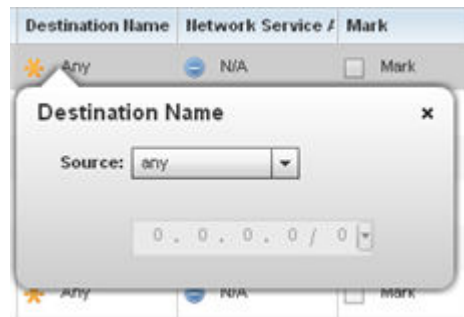 Destination Name Network Service A Mark
Any N/A Mark
Destination Name ×
Source: any
0 . 0 . 0 . 0 / 0
Any N/A Mark